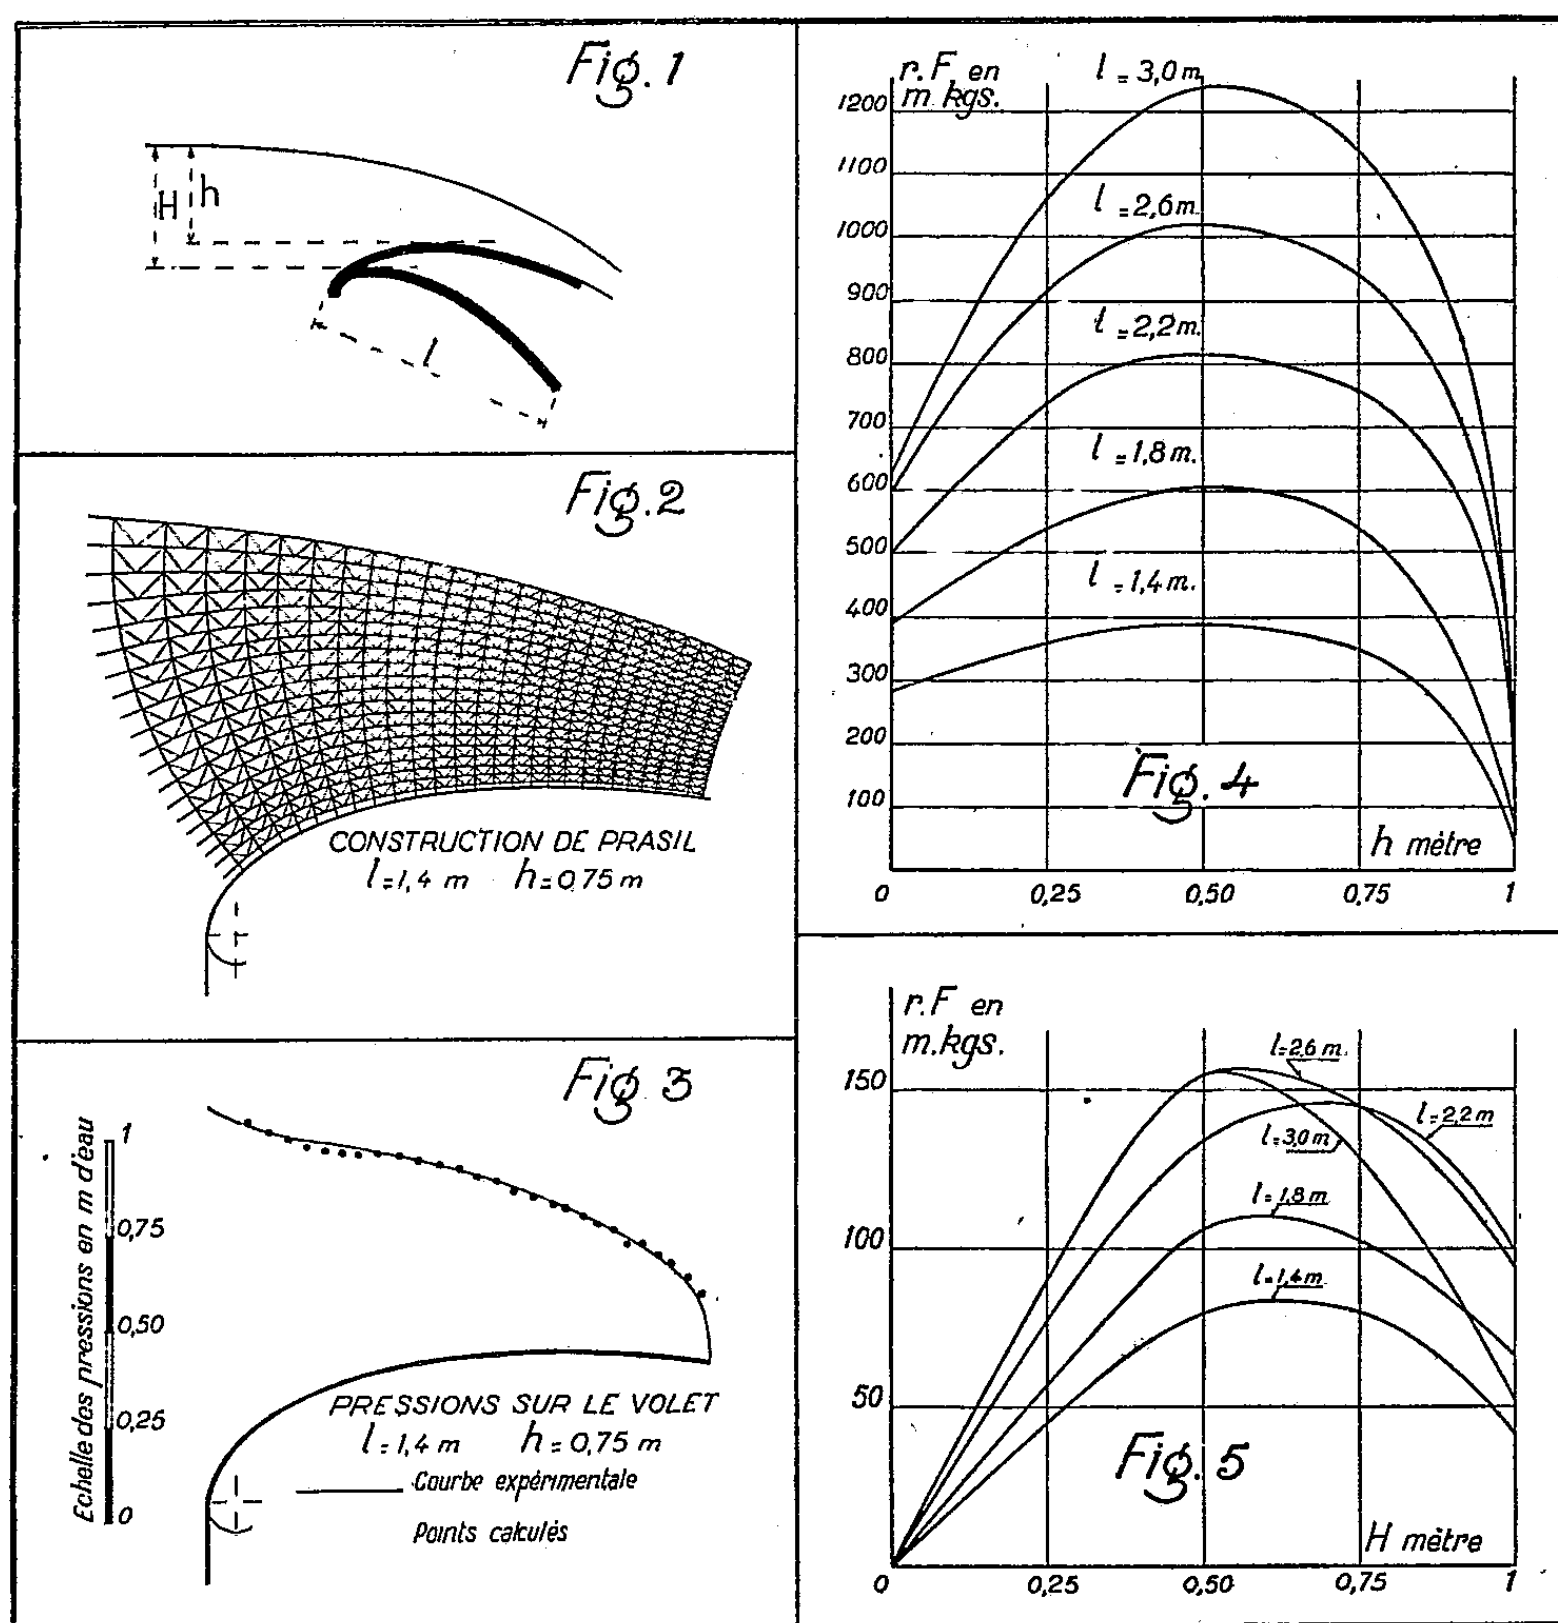 Fig. 1
H
h
l
Fig. 2
CONSTRUCTION DE PRASIL
l=1,4 m h=0,75 m
Fig 3
Echelle des pressions en m d'eau
1
0,75
0,50
0,25
0
PRESSIONS SUR LE VOLET
l=1,4 m h=0,75 m
Courbe expérimentale
Points calculés
r.F. en
m kgs.
l=3,0 m
1200
1100
l=2,6 m.
1000
900
l=2,2 m.
800
700
l=1,8 m.
600
500
l=1,4 m.
400
300
200
Fig. 4
100
h mètre
0 0,25 0,50 0,75 1
r.F en
m.kgs.
l=2,6 m.
150
l=2,2 m
l=3,0 m
l=1,8 m
100
l=1,4 m
50
Fig. 5
H mètre
0 0,25 0,50 0,75 1